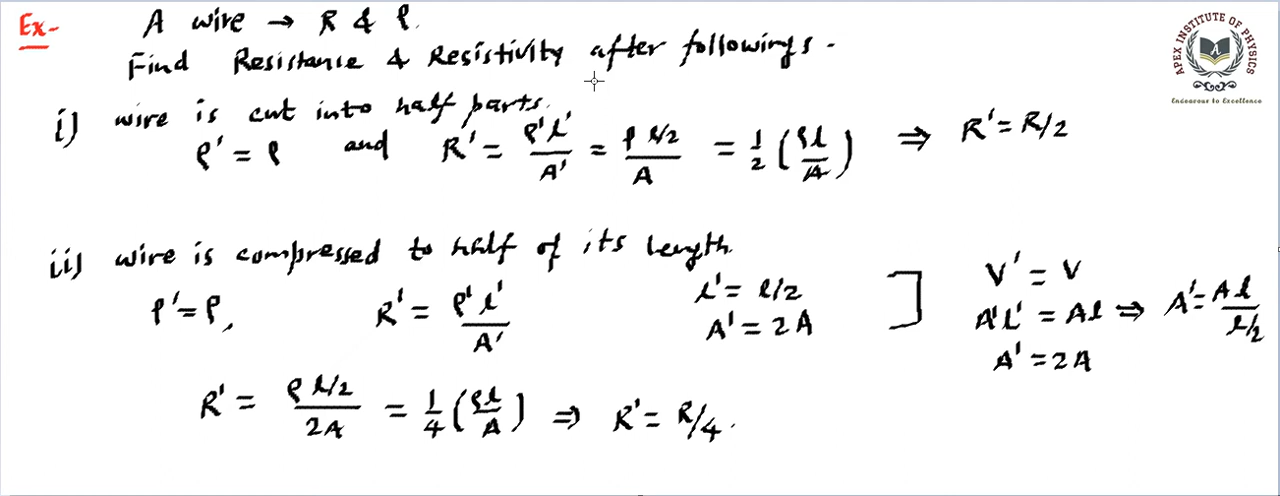 Ex- A wire → R & ρ.
Find Resistance & Resistivity after followings.
APEX INSTITUTE OF PHYSICS
A
Endeavour to Excellence
i) wire is cut into half parts.
ρ' = ρ and R' = ρ'l'/A' = ρ l/2 / A = 1/2 (ρl/A) ⇒ R' = R/2
ii) wire is compressed to half of its length.
ρ' = ρ, R' = ρ'l'/A' l' = l/2 ] V' = V
A' = 2A A'L' = Al ⇒ A' = Al / l/2
A' = 2A
R' = ρ l/2 / 2A = 1/4 (ρl/A) ⇒ R' = R/4.